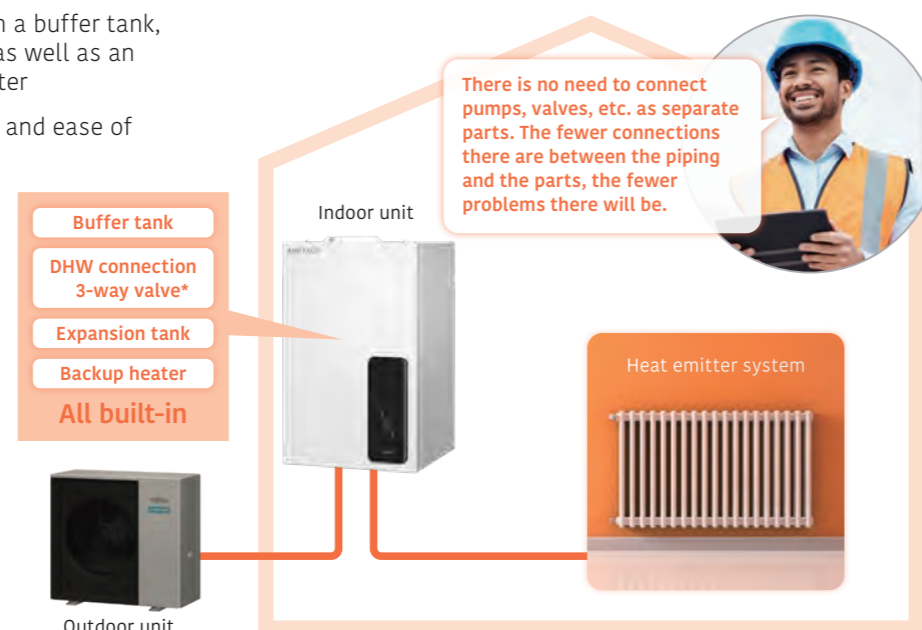 n a buffer tank,
as well as an
ter
and ease of
There is no need to connect
pumps, valves, etc. as separate
parts. The fewer connections
there are between the piping
and the parts, the fewer
problems there will be.
Buffer tank
DHW connection
3-way valve*
Expansion tank
Backup heater
All built-in
Indoor unit
Heat emitter system
Outdoor unit